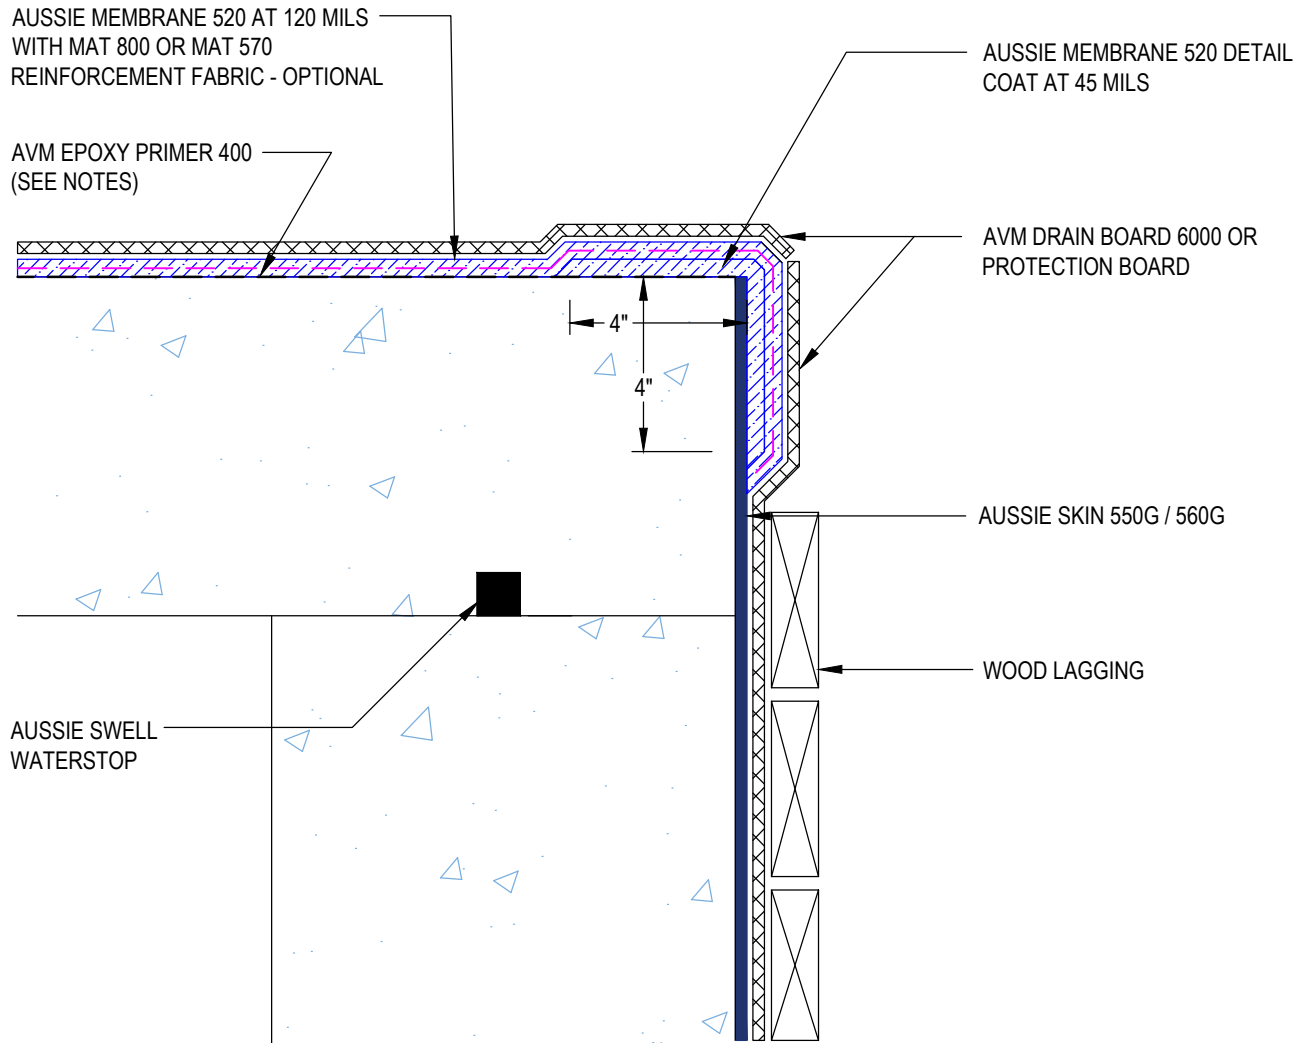 AUSSIE MEMBRANE 520 AT 120 MILS
WITH MAT 800 OR MAT 570
REINFORCEMENT FABRIC - OPTIONAL
AUSSIE MEMBRANE 520 DETAIL
COAT AT 45 MILS
AVM EPOXY PRIMER 400
(SEE NOTES)
AVM DRAIN BOARD 6000 OR
PROTECTION BOARD
4"
4"
AUSSIE SKIN 550G / 560G
WOOD LAGGING
AUSSIE SWELL
WATERSTOP